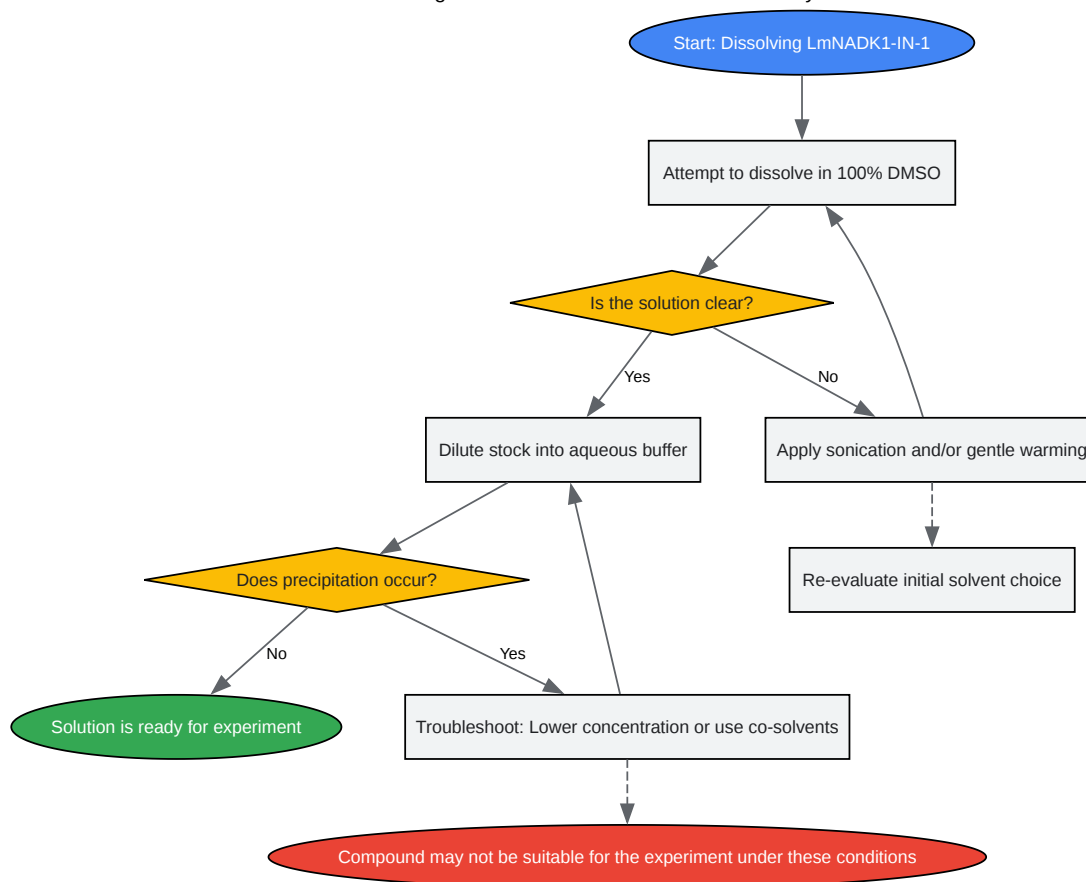 Start: Dissolving LmNADK1-IN-1
Attempt to dissolve in 100% DMSO
Is the solution clear?
Yes
No
Dilute stock into aqueous buffer
Apply sonication and/or gentle warming
Does precipitation occur?
Re-evaluate initial solvent choice
No
Yes
Solution is ready for experiment
Troubleshoot: Lower concentration or use co-solvents
Compound may not be suitable for the experiment under these conditions